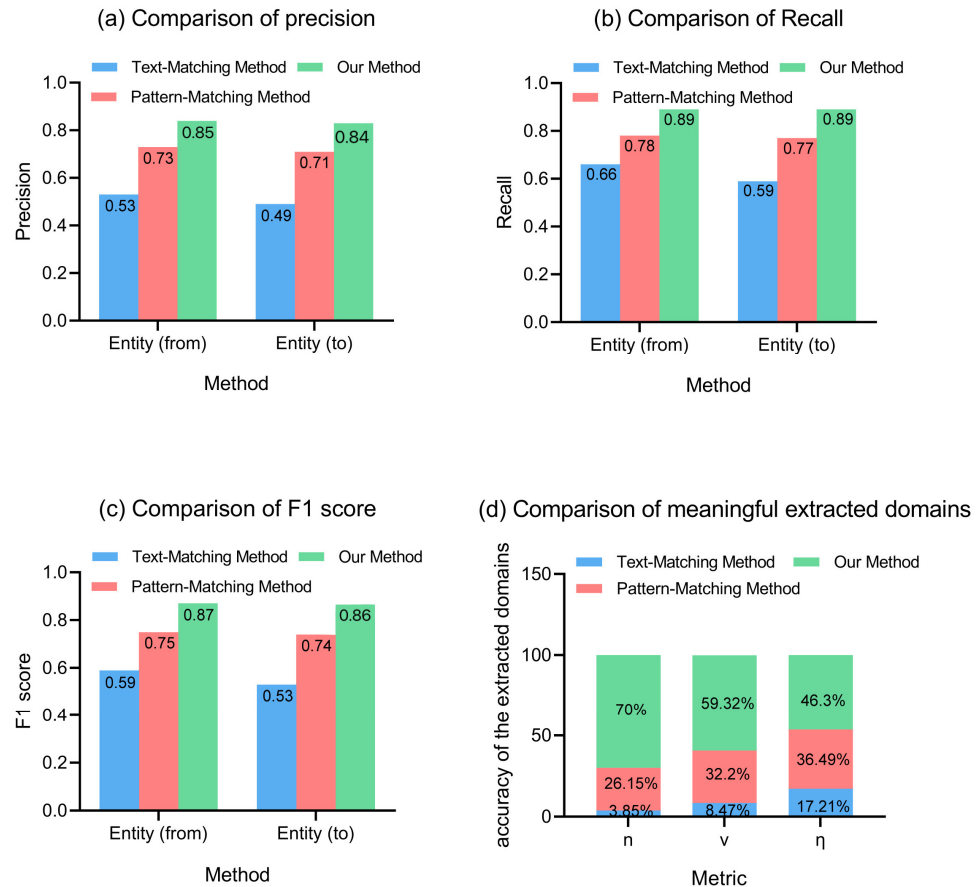 (a) Comparison of precision
Text-Matching Method Our Method
Pattern-Matching Method
1.0
0.8
0.6
0.4
0.2
0.0
Precision
0.53
0.73
0.85
0.49
0.71
0.84
Entity (from) Entity (to)
Method
(b) Comparison of Recall
Text-Matching Method Our Method
Pattern-Matching Method
1.0
0.8
0.6
0.4
0.2
0.0
Recall
0.66
0.78
0.89
0.59
0.77
0.89
Entity (from) Entity (to)
Method
(c) Comparison of F1 score
Text-Matching Method Our Method
Pattern-Matching Method
1.0
0.8
0.6
0.4
0.2
0.0
F1 score
0.59
0.75
0.87
0.53
0.74
0.86
Entity (from) Entity (to)
Method
(d) Comparison of meaningful extracted domains
Text-Matching Method Our Method
Pattern-Matching Method
150
100
50
0
accuracy of the extracted domains
70%
26.15%
3.85%
59.32%
32.2%
8.47%
46.3%
36.49%
17.21%
n v η
Metric